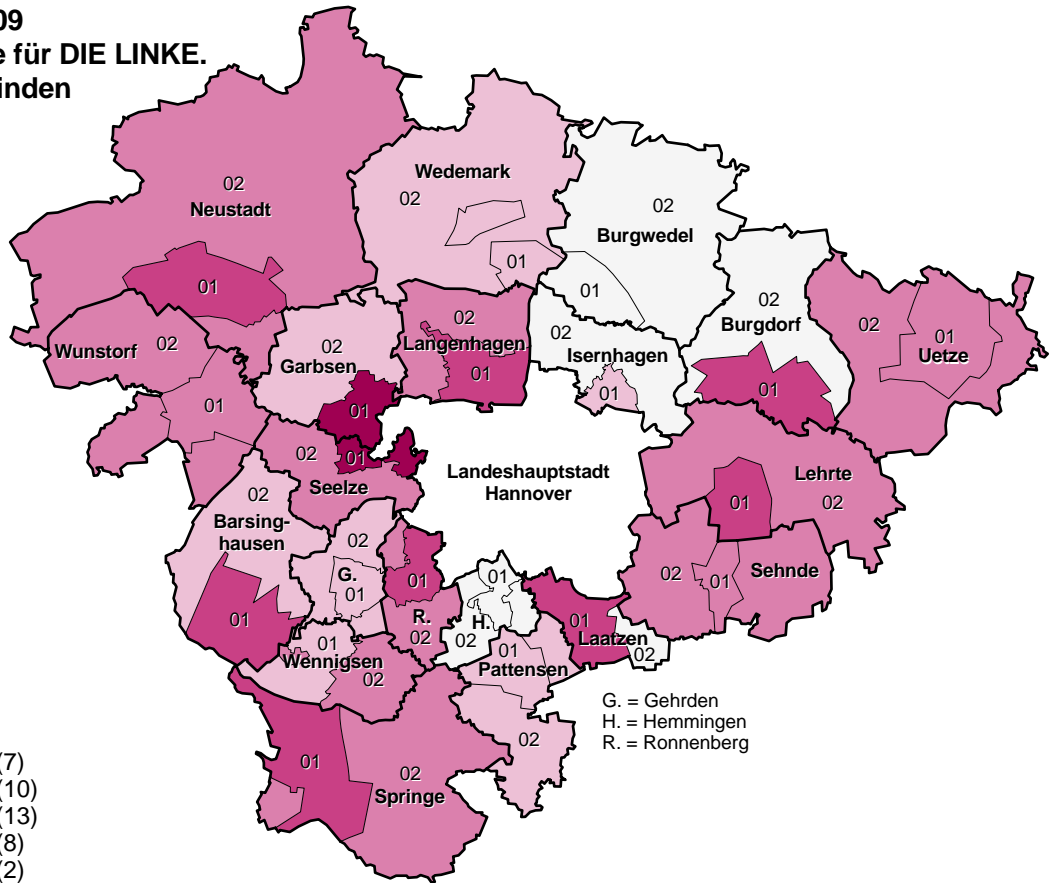 09
e für DIE LINKE.
inden
02
Neustadt
01
Wedemark
02
01
02
Burgwedel
01
02
Burgdorf
01
02
01
Uetze
Wunstorf 02
01
02
Garbsen
01
02
Langenhagen
01
02
Isernhagen
01
02
01
Seelze
Landeshauptstadt
Hannover
Lehrte
01
02
02
Barsing-
hausen
01
02
G.
01
01
R.
02
01
H.
02
01
Laatzen
02
02
01
Sehnde
01
Wennigsen
02
01
Pattensen
02
01
02
Springe
G. = Gehrden
H. = Hemmingen
R. = Ronnenberg
(7)
(10)
(13)
(8)
(2)